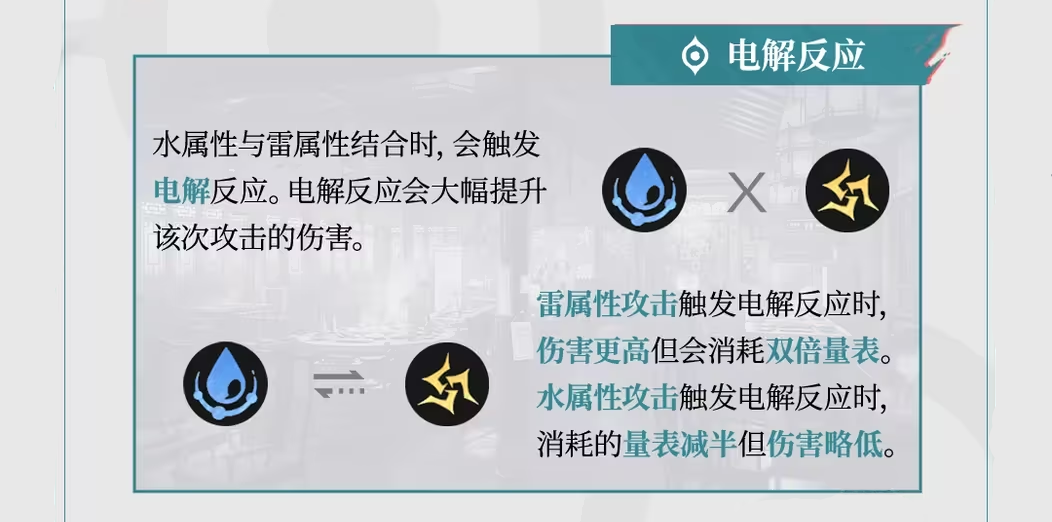 电解反应
水属性与雷属性结合时, 会触发
电解反应。电解反应会大幅提升
该次攻击的伤害。
X
雷属性攻击触发电解反应时,
伤害更高但会消耗双倍量表。
水属性攻击触发电解反应时,
消耗的量表减半但伤害略低。